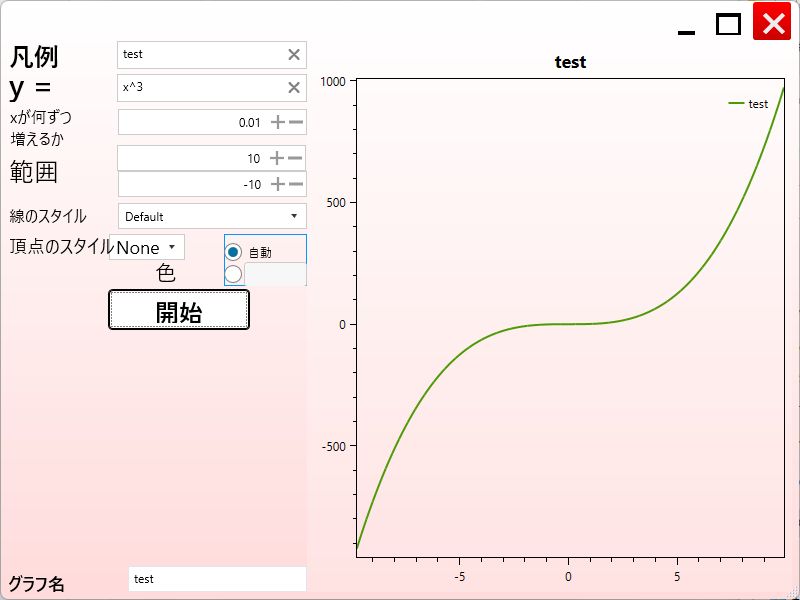 凡例 test
y = x^3
xが何ずつ
増えるか 0.01
範囲 10
-10
線のスタイル Default
頂点のスタイル None
自動
色
開始
グラフ名 test
test
test
1000
500
0
-500
-5 0 5